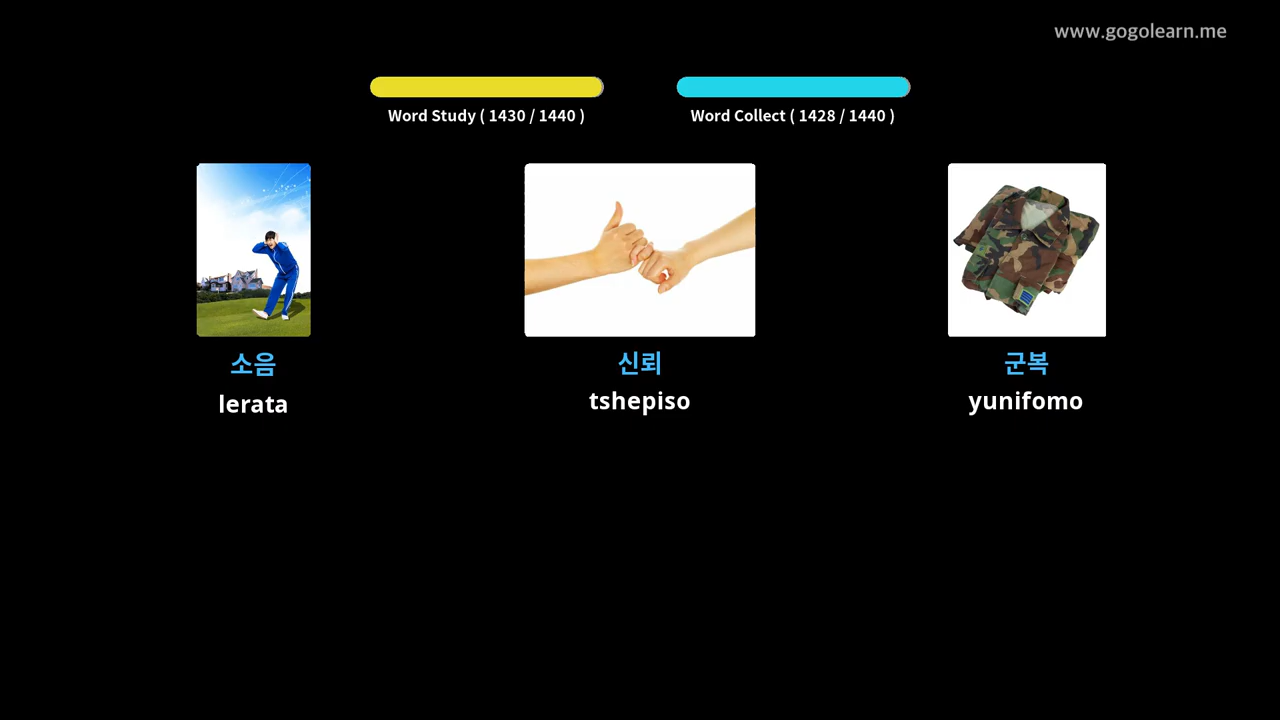 www.gogolearn.me
Word Study ( 1430 / 1440 )
Word Collect ( 1428 / 1440 )
소음
신뢰
군복
lerata
tshepiso
yunifomo